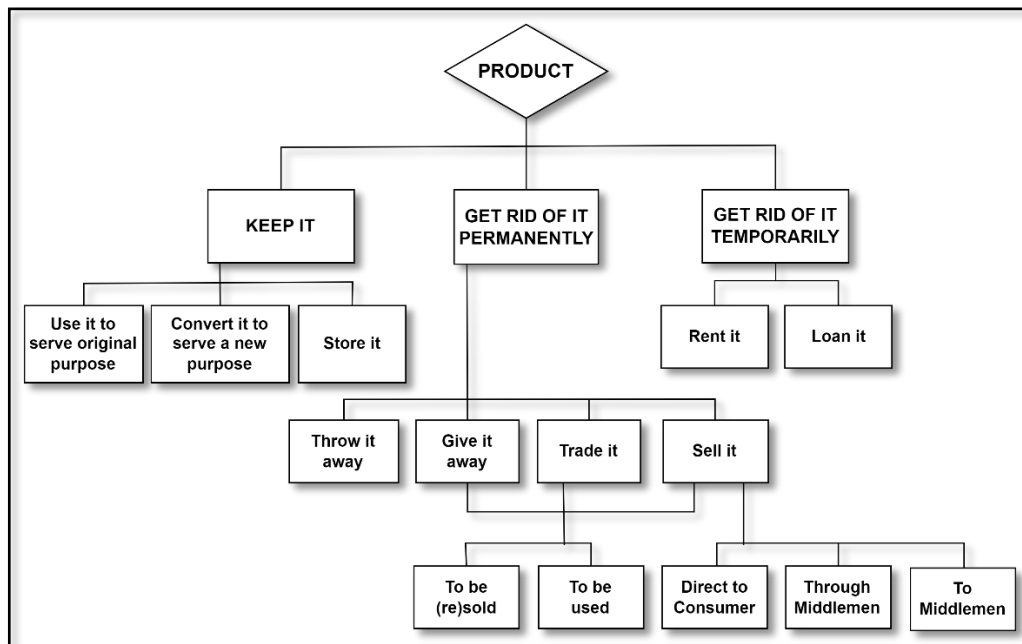 PRODUCT
KEEP IT
GET RID OF IT
PERMANENTLY
GET RID OF IT
TEMPORARILY
Use it to
serve original
purpose
Convert it to
serve a new
purpose
Store it
Rent it
Loan it
Throw it
away
Give it
away
Trade it
Sell it
To be
(re)sold
To be
used
Direct to
Consumer
Through
Middlemen
To
Middlemen